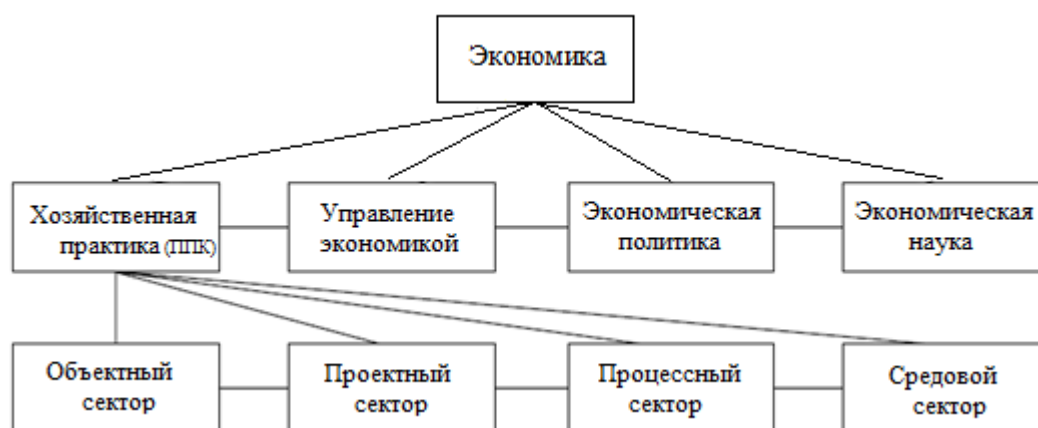 Экономика
Хозяйственная
практика (ППК)
Управление
экономикой
Экономическая
политика
Экономическая
наука
Объектный
сектор
Проектный
сектор
Процессный
сектор
Средовой
сектор